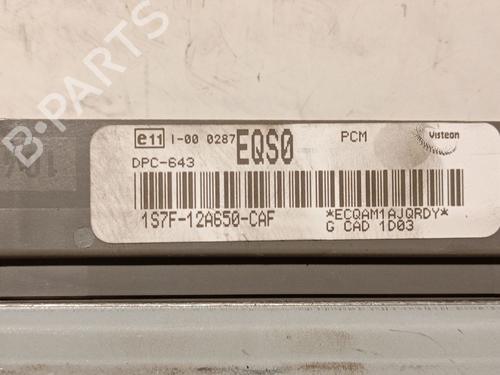 B-PARTS
e11 I-00 0287 EQS0 PCM Visteon
DPC-643
1S7F-12A650-CAF *ECQAM1AJQRDY*
G CAD 1D03